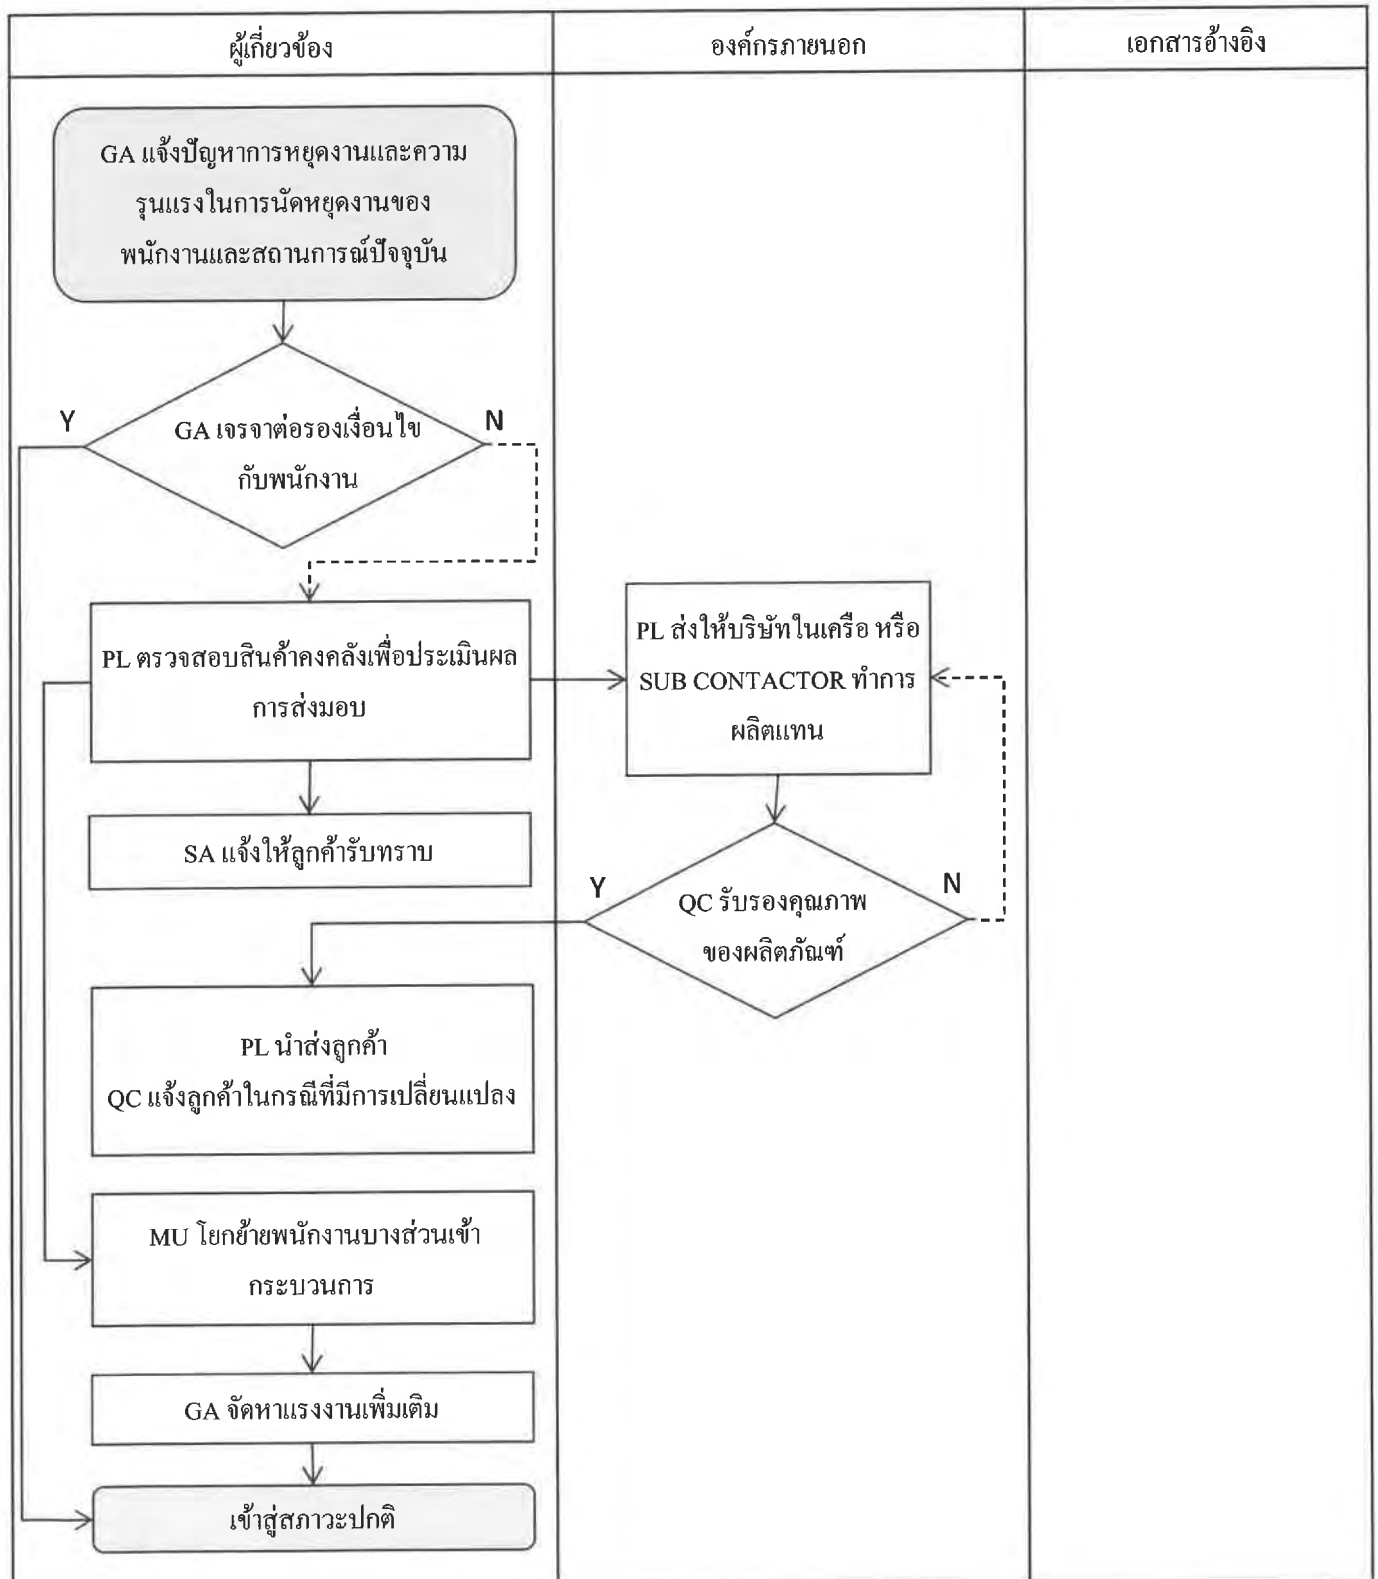 ผู้เกี่ยวข้อง
องค์กรภายนอก
เอกสารอ้างอิง
GA แจ้งปัญหาการหยุดงานและความ
รุนแรงในการนัดหยุดงานของ
พนักงานและสถานการณ์ปัจจุบัน
Y
GA เจรจาต่อรองเงื่อนไข
กับพนักงาน
N
PL ตรวจสอบสินค้าคงคลังเพื่อประเมินผล
การส่งมอบ
PL ส่งให้บริษัทในเครือ หรือ
SUB CONTACTOR ทำการ
ผลิตแทน
SA แจ้งให้ลูกค้ารับทราบ
Y
QC รับรองคุณภาพ
ของผลิตภัณฑ์
N
PL นำส่งลูกค้า
QC แจ้งลูกค้าในกรณีที่มีการเปลี่ยนแปลง
MU โยกย้ายพนักงานบางส่วนเข้า
กระบวนการ
GA จัดหาแรงงานเพิ่มเติม
เข้าสู่สภาวะปกติ